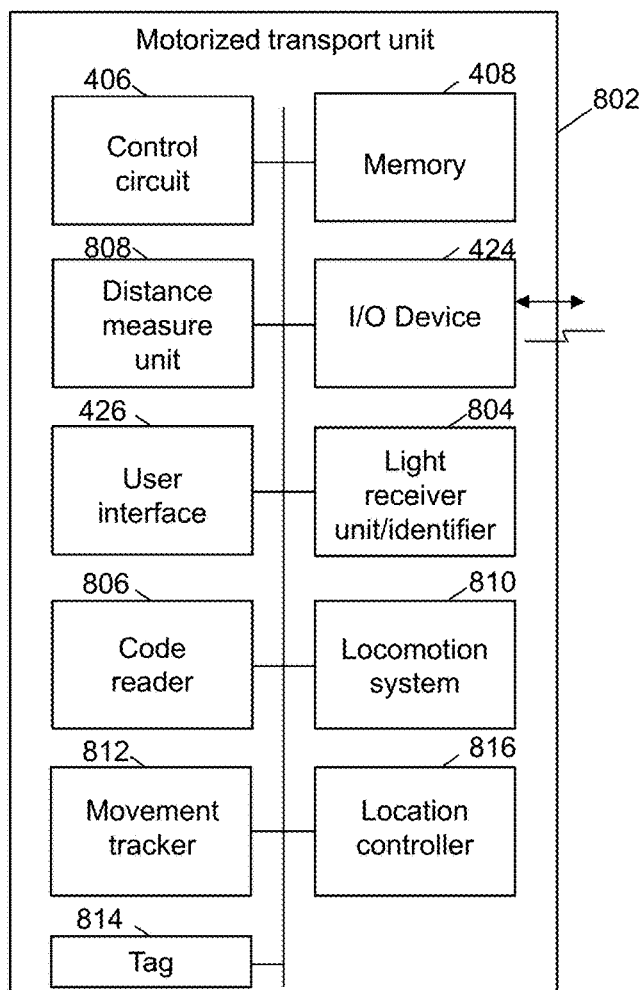 Motorized transport unit
802
406
Control
circuit
408
Memory
808
Distance
measure
unit
424
I/O Device
426
User
interface
804
Light
receiver
unit/identifier
806
Code
reader
810
Locomotion
system
812
Movement
tracker
816
Location
controller
814
Tag